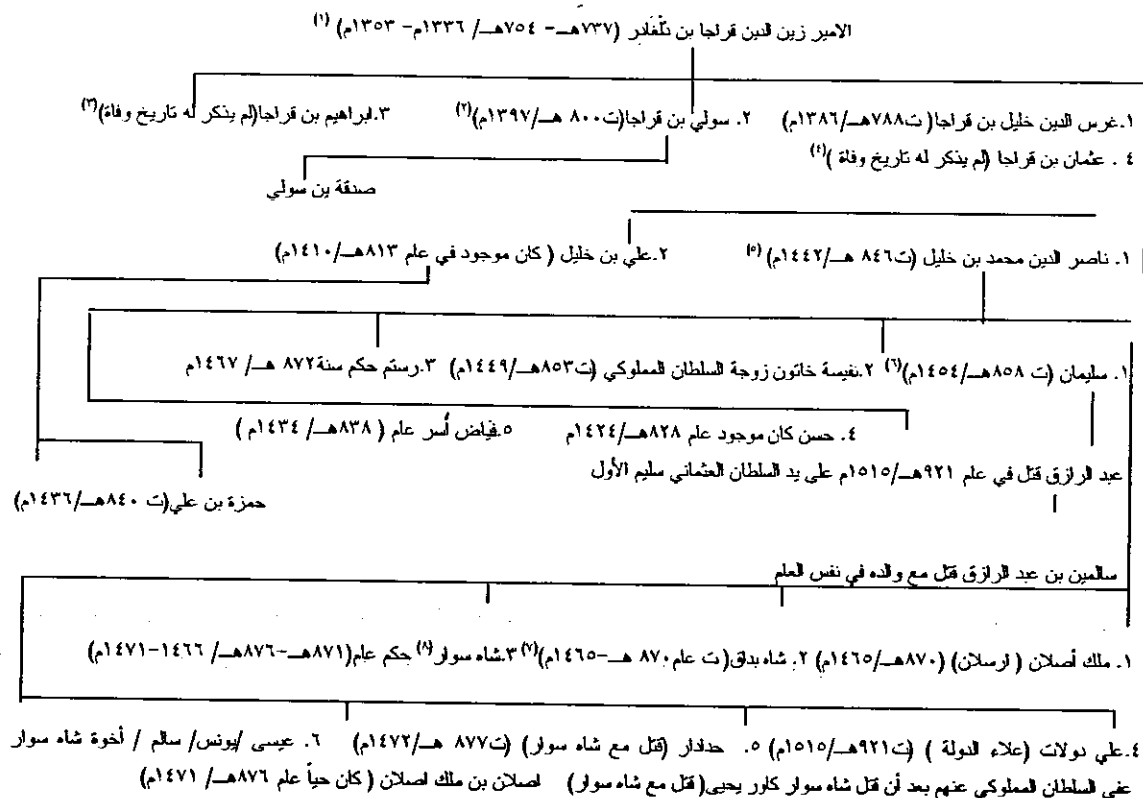 الامير زين الدين قراجا بن دلغادر (٧٣٧هـ - ٧٥٤هـ/ ١٣٣٦م - ١٣٥٣م) (١)
١.غرس الدين خليل بن قراجا( ت٧٨٨هـ/١٣٨٦م) ٢. سولي بن قراجا(ت٨٠٠ هـ/١٣٩٧م)(٢) ٣.ابراهيم بن قراجا(لم يذكر له تاريخ وفاة)(٣)
٤ . عثمان بن قراجا (لم يذكر له تاريخ وفاة )(٤)
صدقة بن سولي
١. ناصر الدين محمد بن خليل (ت٨٤٦ هـ/١٤٤٢م) (٥) ٢.علي بن خليل ( كان موجود في عام ٨١٣هـ/١٤١٠م)
١. سليمان (ت ٨٥٨هـ/١٤٥٤م)(٦) ٢.نفيسة خاتون زوجة السلطان المملوكي (ت٨٥٣هـ/١٤٤٩م) ٣.رستم حكم سنة٨٧٢ هـ/ ١٤٦٧م
٤. حسن كان موجود عام ٨٢٨هـ/١٤٢٤م ٥.فياض أسر عام ( ٨٣٨هـ/ ١٤٣٤م )
عبد الرازق قتل في عام ٩٢١هـ/١٥١٥م على يد السلطان العثماني سليم الأول
حمزة بن علي(ت ٨٤٠هـ/١٤٣٦م)
سالمين بن عبد الرازق قتل مع والده في نفس العام
١. ملك أصلان ( ارسلان) (٨٧٠هـ/١٤٦٥م) ٢. شاه بداق( ت عام٨٧٠ هـ-١٤٦٥م)(٧) ٣.شاه سوار(٨) حكم عام(٨٧١هـ-٨٧٦هـ/ ١٤٦٦-١٤٧١م)
٤.علي دولات (علاء الدولة ) (ت٩٢١هـ/١٥١٥م) ٥. حدادار (قتل مع شاه سوار) (ت٨٧٧ هـ/١٤٧٢م) ٦. عيسى /يونس/ سالم / أخوة شاه سوار
عفى السلطان المملوكي عنهم بعد أن قتل شاه سوار كاور يحيى( قتل مع شاه سوار) اصلان بن ملك اصلان ( كان حياً عام ٨٧٦هـ/ ١٤٧١م)